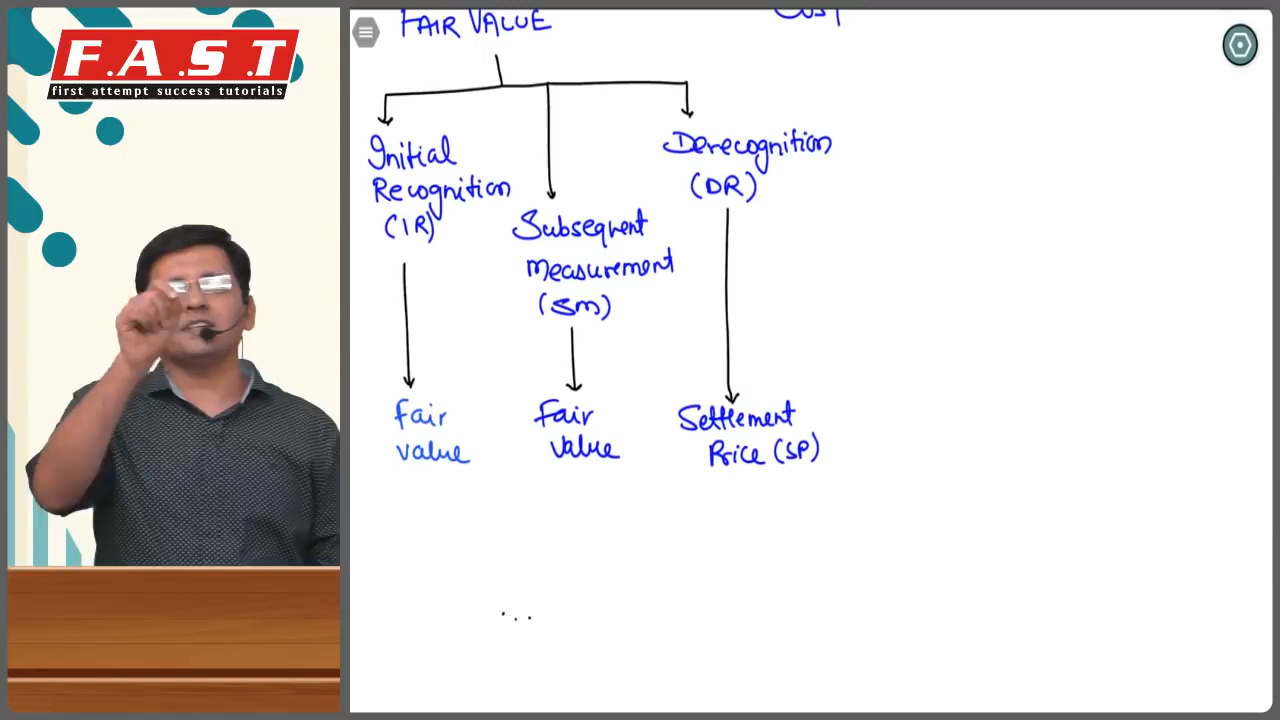 F.A.S.T
first attempt success tutorials
FAIR VALUE
COST
Initial
Recognition
(IR)
Subsequent
measurement
(SM)
Derecognition
(DR)
Fair
value
Fair
value
Settlement
Price (SP)